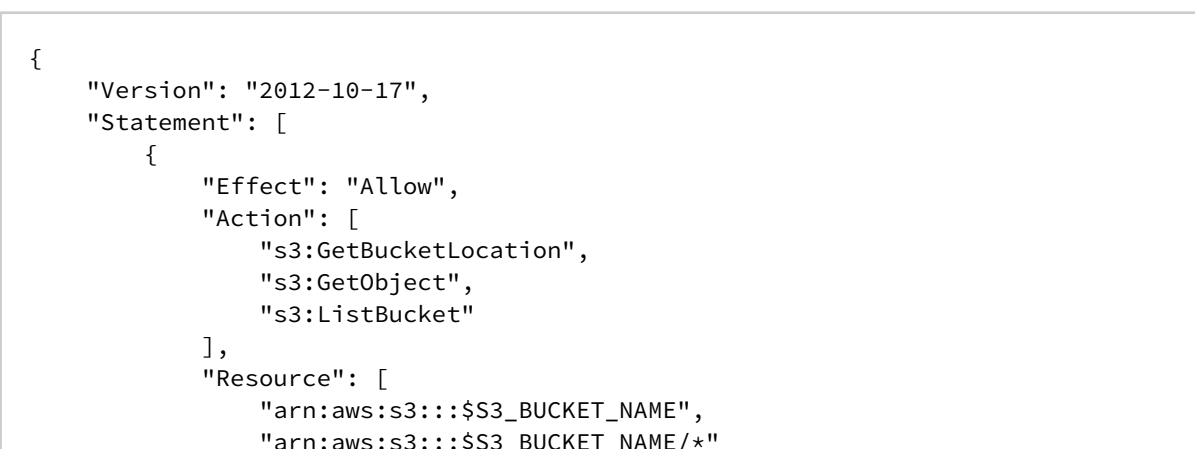 {
    "Version": "2012-10-17",
    "Statement": [
        {
            "Effect": "Allow",
            "Action": [
                "s3:GetBucketLocation",
                "s3:GetObject",
                "s3:ListBucket"
            ],
            "Resource": [
                "arn:aws:s3:::$S3_BUCKET_NAME",
                "arn:aws:s3:::$S3_BUCKET_NAME/*"